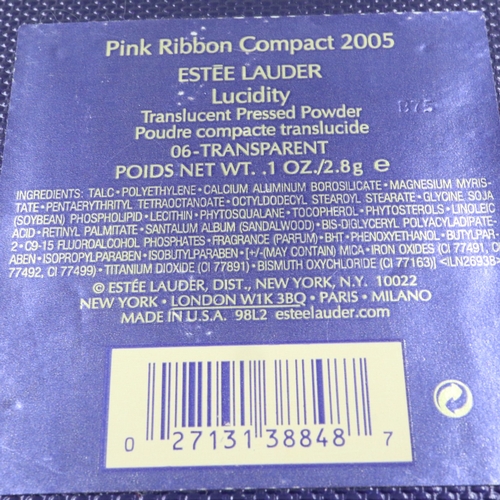 Pink Ribbon Compact 2005
ESTĒE LAUDER
Lucidity
Translucent Pressed Powder
Poudre compacte translucide
06-TRANSPARENT
POIDS NET WT. .1 OZ./2.8g e
INGREDIENTS: TALC • POLYETHYLENE • CALCIUM ALUMINUM BOROSILICATE • MAGNESIUM MYRIS-
TATE • PENTAERYTHRITYL TETRAOCTANOATE • OCTYLDODECYL STEAROYL STEARATE • GLYCINE SOJA
(SOYBEAN) PHOSPHOLIPID • LECITHIN • PHYTOSQUALANE • TOCOPHEROL • PHYTOSTEROLS • LINOLEIC
ACID • RETINYL PALMITATE • SANTALUM ALBUM (SANDALWOOD) • BIS-DIGLYCERYL POLYACYLADIPATE-
2 • C9-15 FLUOROALCOHOL PHOSPHATES • FRAGRANCE (PARFUM) • BHT • PHENOXYETHANOL • BUTYLPAR-
ABEN • ISOPROPYLPARABEN • ISOBUTYLPARABEN • [+/-(MAY CONTAIN) MICA • IRON OXIDES (CI 77491, CI
77492, CI 77499) • TITANIUM DIOXIDE (CI 77891) • BISMUTH OXYCHLORIDE (CI 77163)] <ILN26938>
© ESTĒE LAUDER, DIST., NEW YORK, N.Y. 10022
NEW YORK • LONDON W1K 3BQ • PARIS • MILANO
MADE IN U.S.A. 98L2 esteelauder.com
0 27131 38848 7